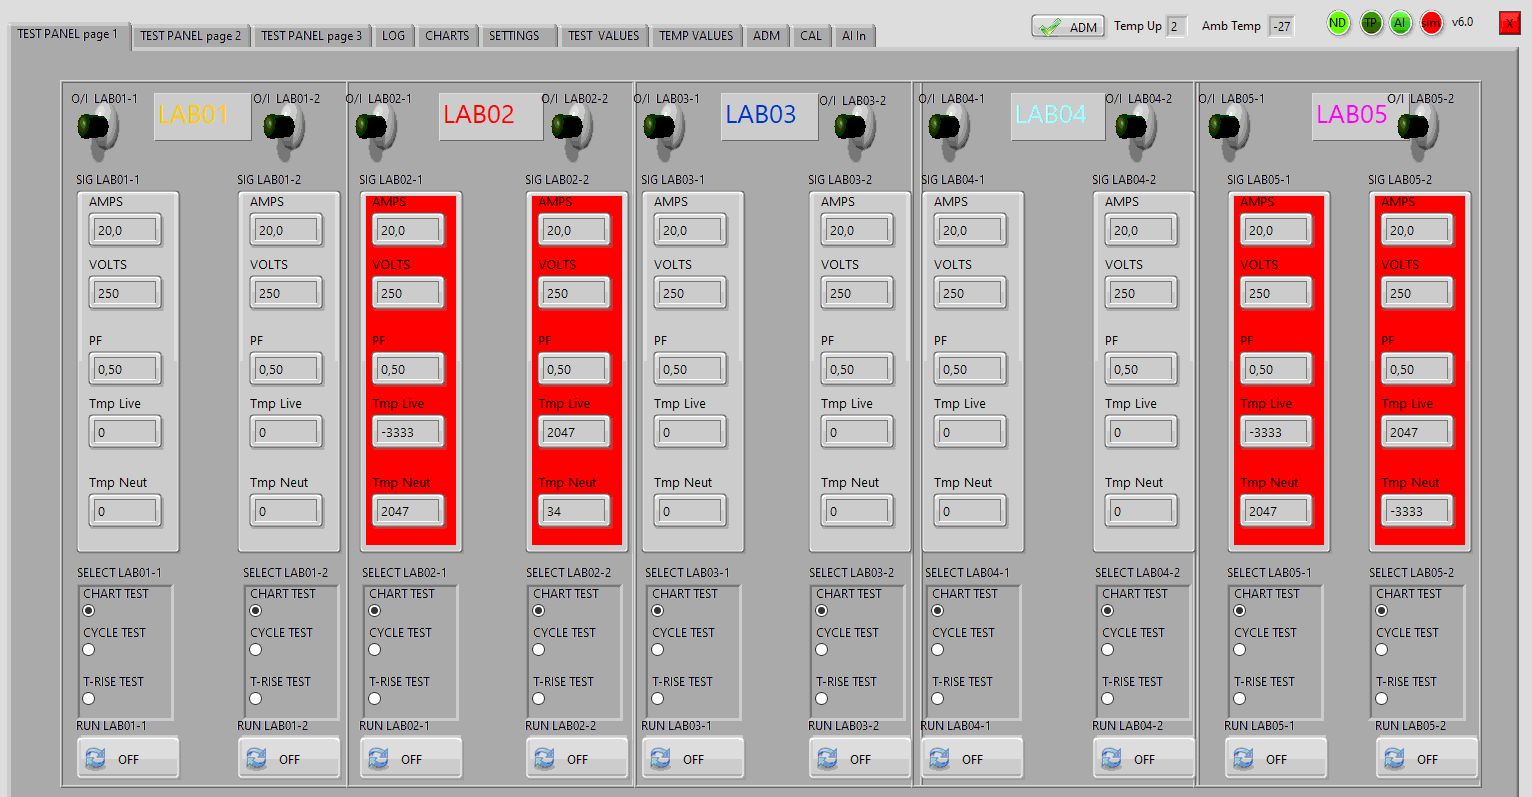 ADM Temp Up 2 Amb Temp -27 ND TP AI sim v6.0 X
TEST PANEL page 1 TEST PANEL page 2 TEST PANEL page 3 LOG CHARTS SETTINGS TEST VALUES TEMP VALUES ADM CAL AI In
O/I LAB01-1 O/I LAB01-2 O/I LAB02-1 O/I LAB02-2 O/I LAB03-1 O/I LAB03-2 O/I LAB04-1 O/I LAB04-2 O/I LAB05-1 O/I LAB05-2
LAB01 LAB02 LAB03 LAB04 LAB05
SIG LAB01-1 SIG LAB01-2 SIG LAB02-1 SIG LAB02-2 SIG LAB03-1 SIG LAB03-2 SIG LAB04-1 SIG LAB04-2 SIG LAB05-1 SIG LAB05-2
AMPS AMPS AMPS AMPS AMPS AMPS AMPS AMPS AMPS AMPS
20,0 20,0 20,0 20,0 20,0 20,0 20,0 20,0 20,0 20,0
VOLTS VOLTS VOLTS VOLTS VOLTS VOLTS VOLTS VOLTS VOLTS VOLTS
250 250 250 250 250 250 250 250 250 250
PF PF PF PF PF PF PF PF PF PF
0,50 0,50 0,50 0,50 0,50 0,50 0,50 0,50 0,50 0,50
Tmp Live Tmp Live Tmp Live Tmp Live Tmp Live Tmp Live Tmp Live Tmp Live Tmp Live Tmp Live
0 0 -3333 2047 0 0 0 0 -3333 2047
Tmp Neut Tmp Neut Tmp Neut Tmp Neut Tmp Neut Tmp Neut Tmp Neut Tmp Neut Tmp Neut Tmp Neut
0 0 2047 34 0 0 0 0 2047 -3333
SELECT LAB01-1 SELECT LAB01-2 SELECT LAB02-1 SELECT LAB02-2 SELECT LAB03-1 SELECT LAB03-2 SELECT LAB04-1 SELECT LAB04-2 SELECT LAB05-1 SELECT LAB05-2
CHART TEST CHART TEST CHART TEST CHART TEST CHART TEST CHART TEST CHART TEST CHART TEST CHART TEST CHART TEST
CYCLE TEST CYCLE TEST CYCLE TEST CYCLE TEST CYCLE TEST CYCLE TEST CYCLE TEST CYCLE TEST CYCLE TEST CYCLE TEST
T-RISE TEST T-RISE TEST T-RISE TEST T-RISE TEST T-RISE TEST T-RISE TEST T-RISE TEST T-RISE TEST T-RISE TEST T-RISE TEST
RUN LAB01-1 RUN LAB01-2 RUN LAB02-1 RUN LAB02-2 RUN LAB03-1 RUN LAB03-2 RUN LAB04-1 RUN LAB04-2 RUN LAB05-1 RUN LAB05-2
OFF OFF OFF OFF OFF OFF OFF OFF OFF OFF